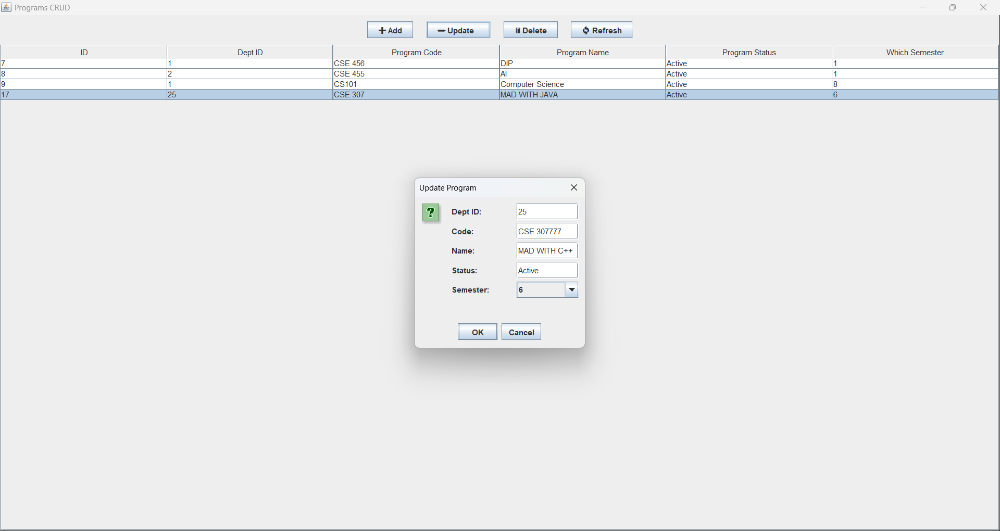 Programs CRUD
Add Update Delete Refresh
ID Dept ID Program Code Program Name Program Status Which Semester
7 1 CSE 456 DIP Active 1
8 2 CSE 455 AI Active 1
9 1 CS101 Computer Science Active 8
17 25 CSE 307 MAD WITH JAVA Active 6
Update Program
? Dept ID: 25
Code: CSE 307777
Name: MAD WITH C++
Status: Active
Semester: 6
OK Cancel